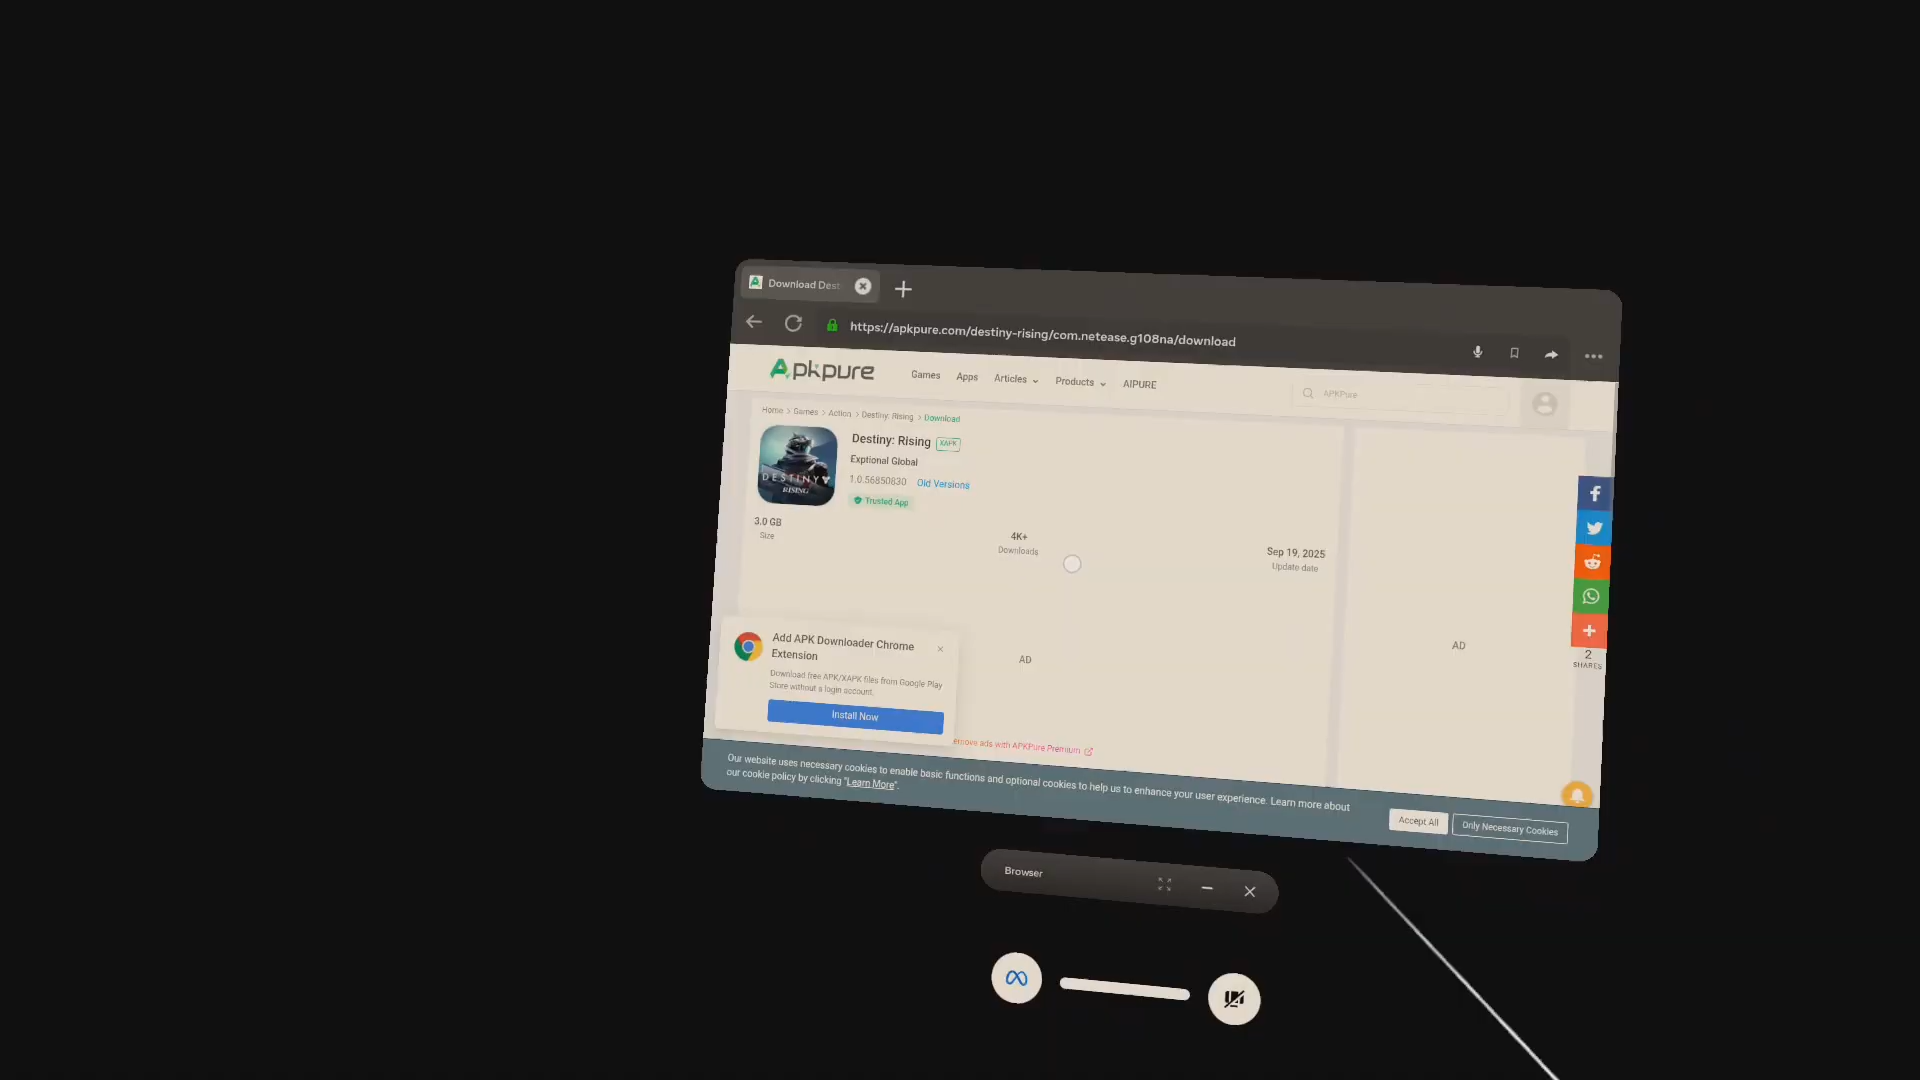 Download Dest
https://apkpure.com/destiny-rising/com.netease.g108na/download
Apkpure
Games
Apps
Articles
Products
AIPURE
APKPure
Home > Games > Action > Destiny: Rising > Download
DESTINY
RISING
Destiny: Rising
XAPK
Exptional Global
1.0.56850830
Old Versions
Trusted App
3.0 GB
Size
4K+
Downloads
Sep 19, 2025
Update date
Add APK Downloader Chrome
Extension
Download free APK/XAPK files from Google Play
Store without a login account.
Install Now
AD
AD
emove ads with APKPure Premium
2
SHARES
Our website uses necessary cookies to enable basic functions and optional cookies to help us to enhance your user experience. Learn more about
our cookie policy by clicking "Learn More".
Accept All
Only Necessary Cookies
Browser